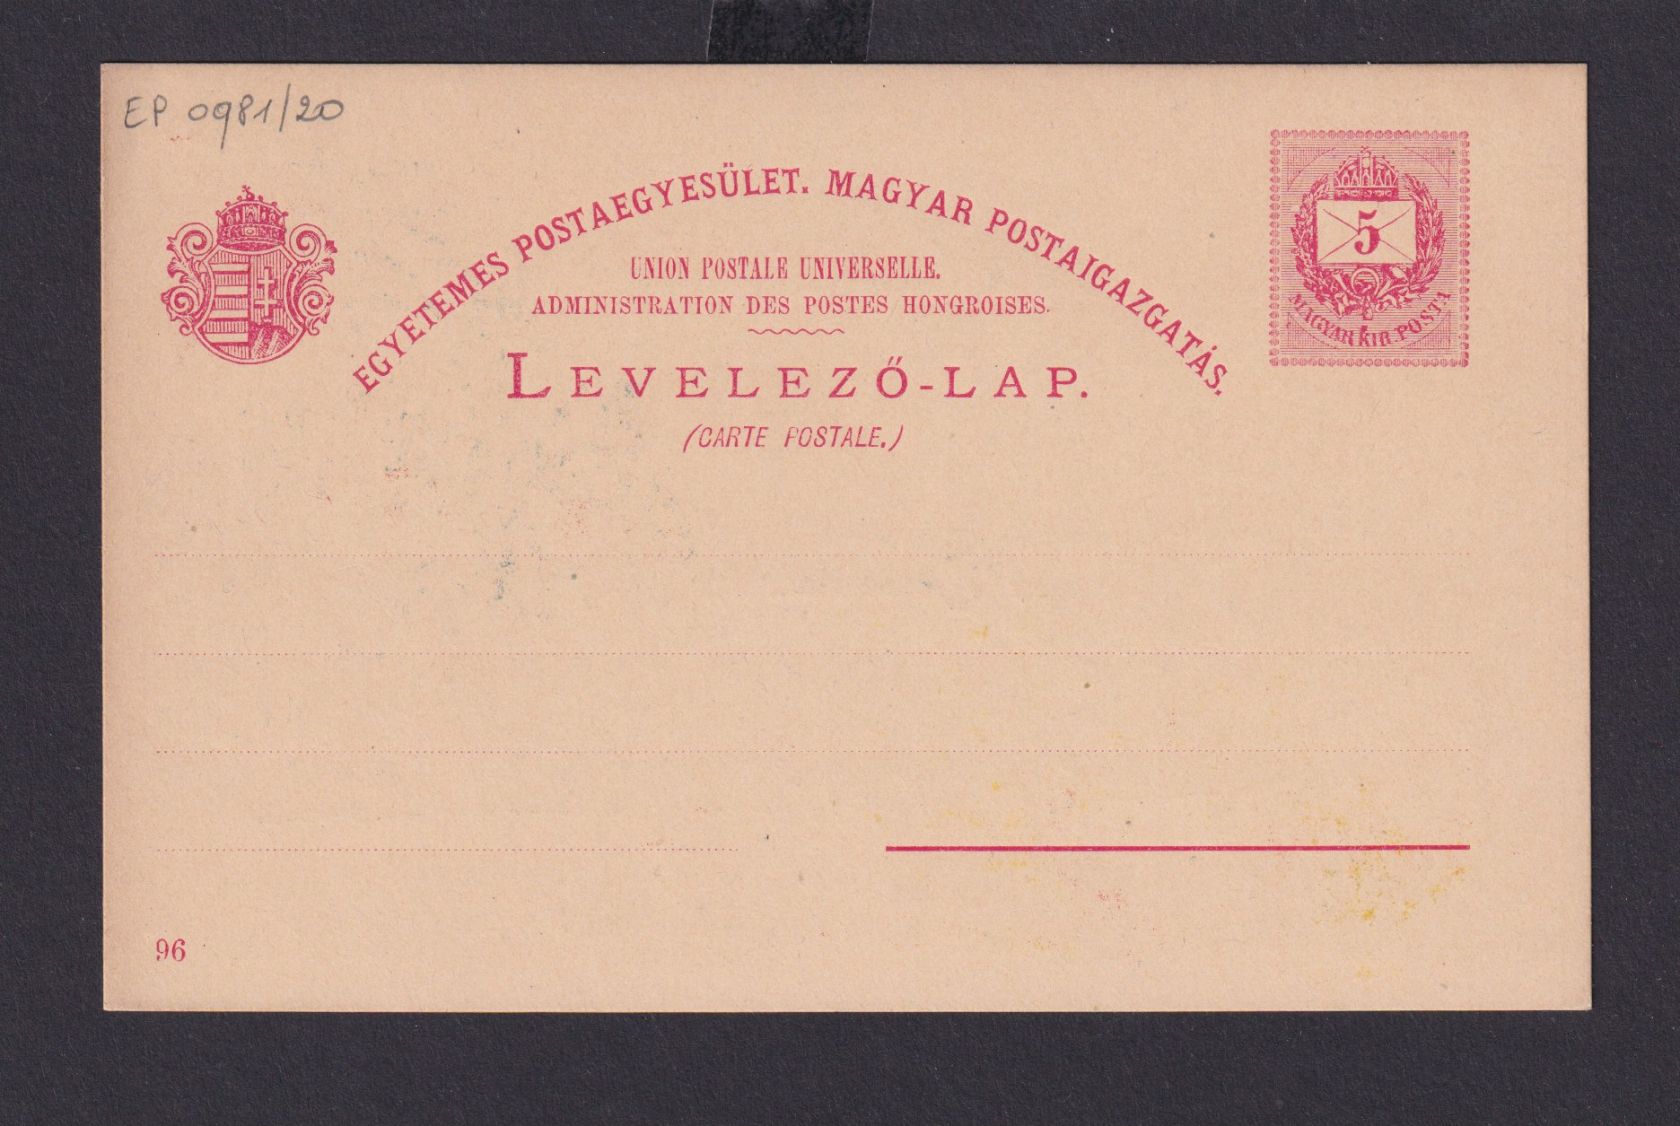 EP 0981/20
EGYETEMES POSTAEGYESÜLET. MAGYAR POSTAIGAZGATÁS.
UNION POSTALE UNIVERSELLE.
ADMINISTRATION DES POSTES HONGROISES.
LEVELEZŐ-LAP.
(CARTE POSTALE.)
5
MAGYAR KIR. POSTA
96